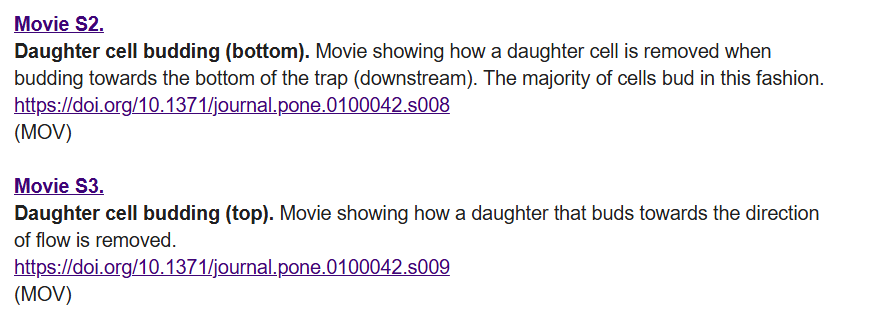 Movie S2.
Daughter cell budding (bottom). Movie showing how a daughter cell is removed when
budding towards the bottom of the trap (downstream). The majority of cells bud in this fashion.
https://doi.org/10.1371/journal.pone.0100042.s008
(MOV)
Movie S3.
Daughter cell budding (top). Movie showing how a daughter that buds towards the direction
of flow is removed.
https://doi.org/10.1371/journal.pone.0100042.s009
(MOV)